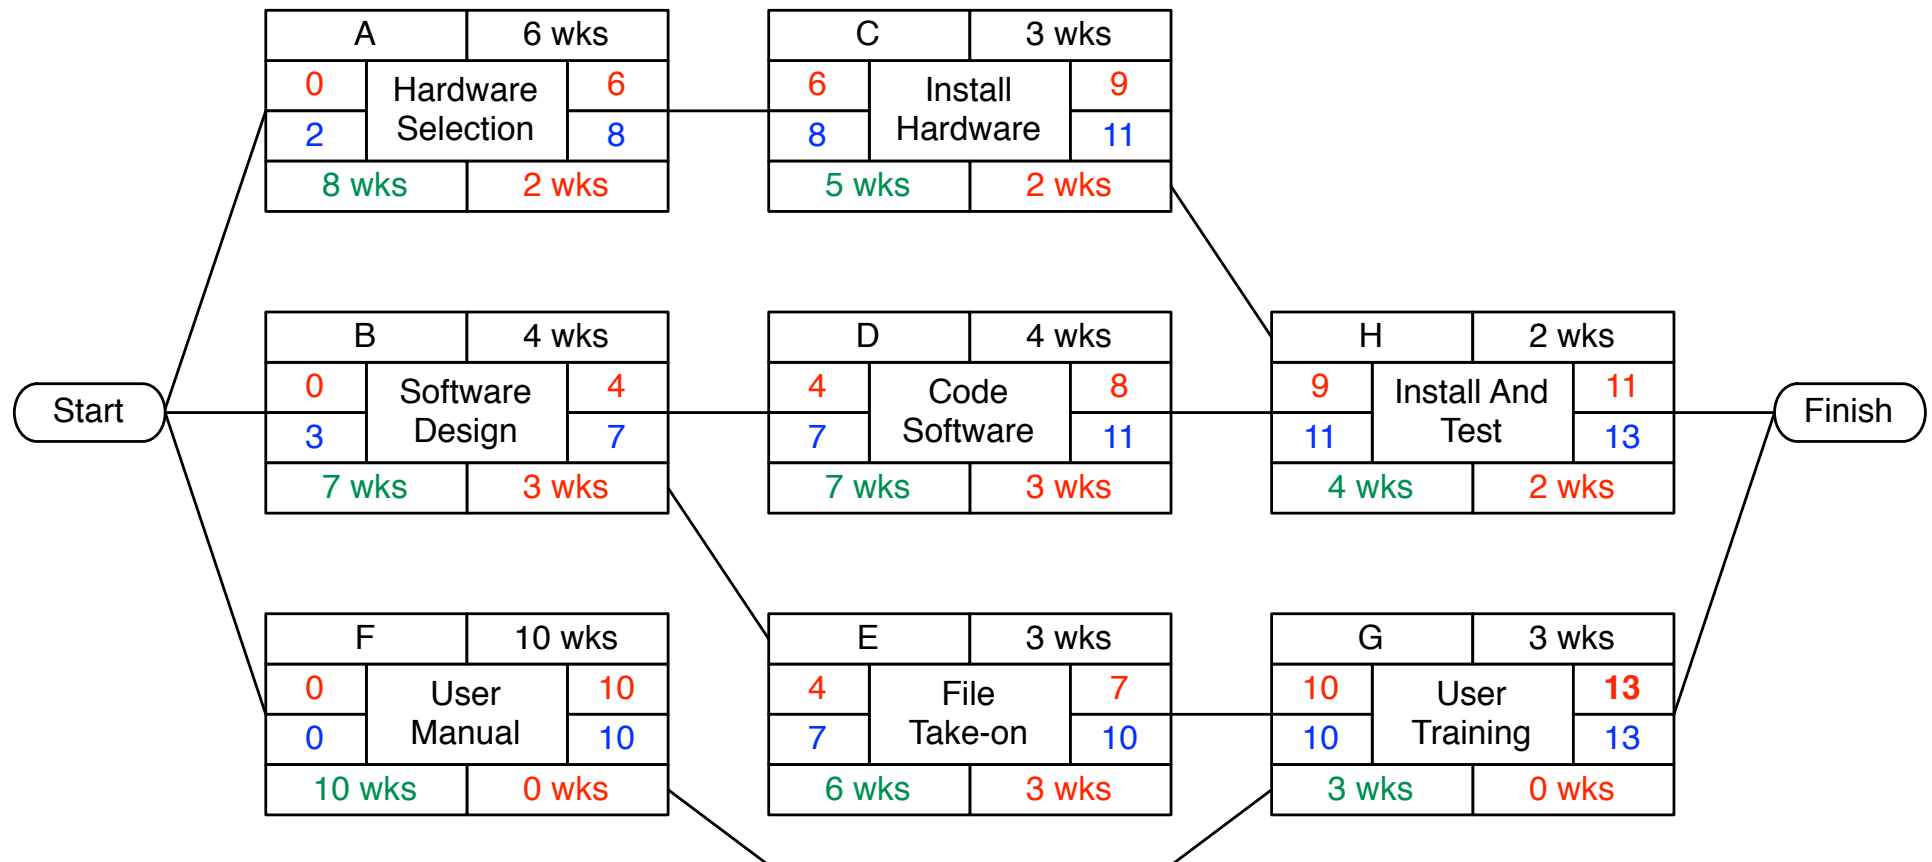 A 6 wks
0 Hardware Selection 6
2 8
8 wks 2 wks
C 3 wks
6 Install Hardware 9
8 11
5 wks 2 wks
Start
B 4 wks
0 Software Design 4
3 7
7 wks 3 wks
D 4 wks
4 Code Software 8
7 11
7 wks 3 wks
H 2 wks
9 Install And Test 11
11 13
4 wks 2 wks
Finish
F 10 wks
0 User Manual 10
0 10
10 wks 0 wks
E 3 wks
4 File Take-on 7
7 10
6 wks 3 wks
G 3 wks
10 User Training 13
10 13
3 wks 0 wks